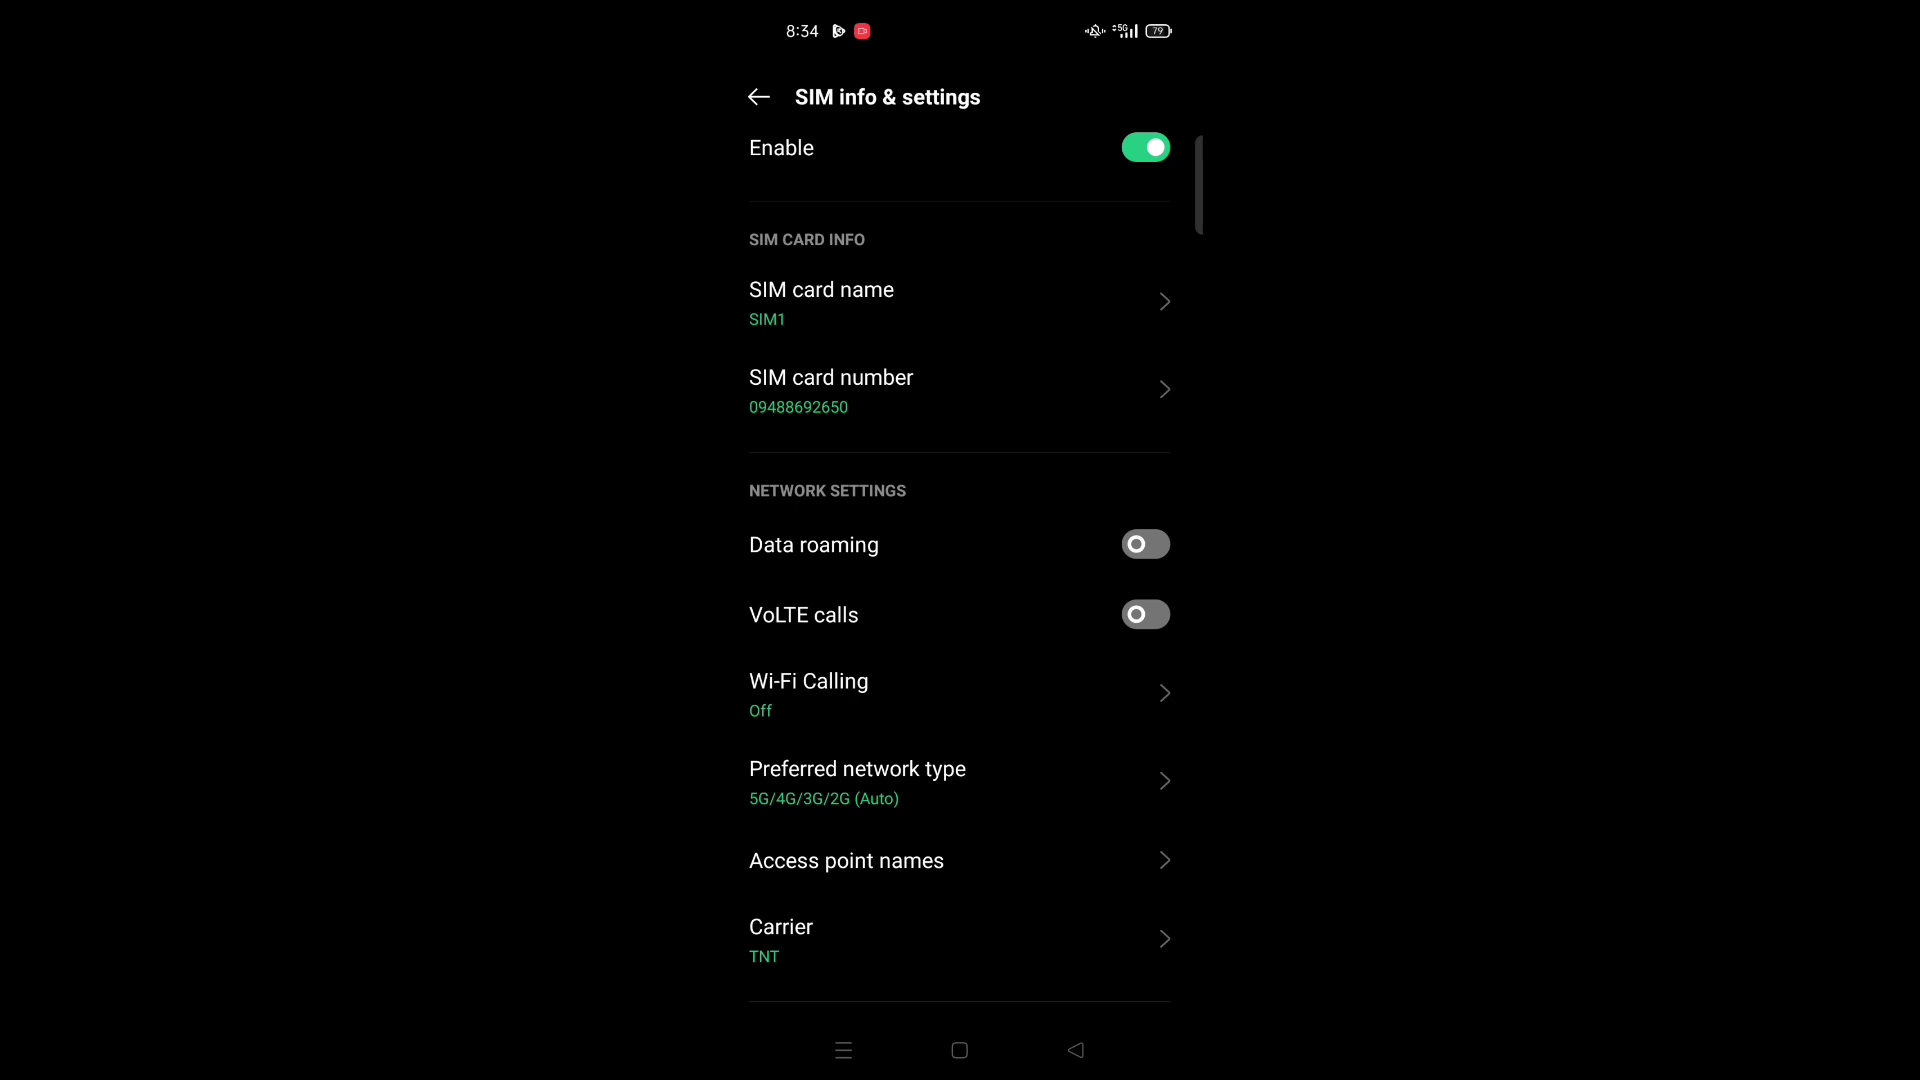 8:34
5G
79
SIM info & settings
Enable
SIM CARD INFO
SIM card name
SIM1
SIM card number
09488692650
NETWORK SETTINGS
Data roaming
VoLTE calls
Wi-Fi Calling
Off
Preferred network type
5G/4G/3G/2G (Auto)
Access point names
Carrier
TNT